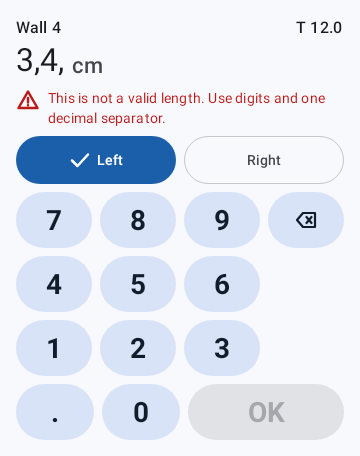 Wall 4 T 12.0
3,4, cm
This is not a valid length. Use digits and one
decimal separator.
Left Right
7 8 9
4 5 6
1 2 3
. 0 OK